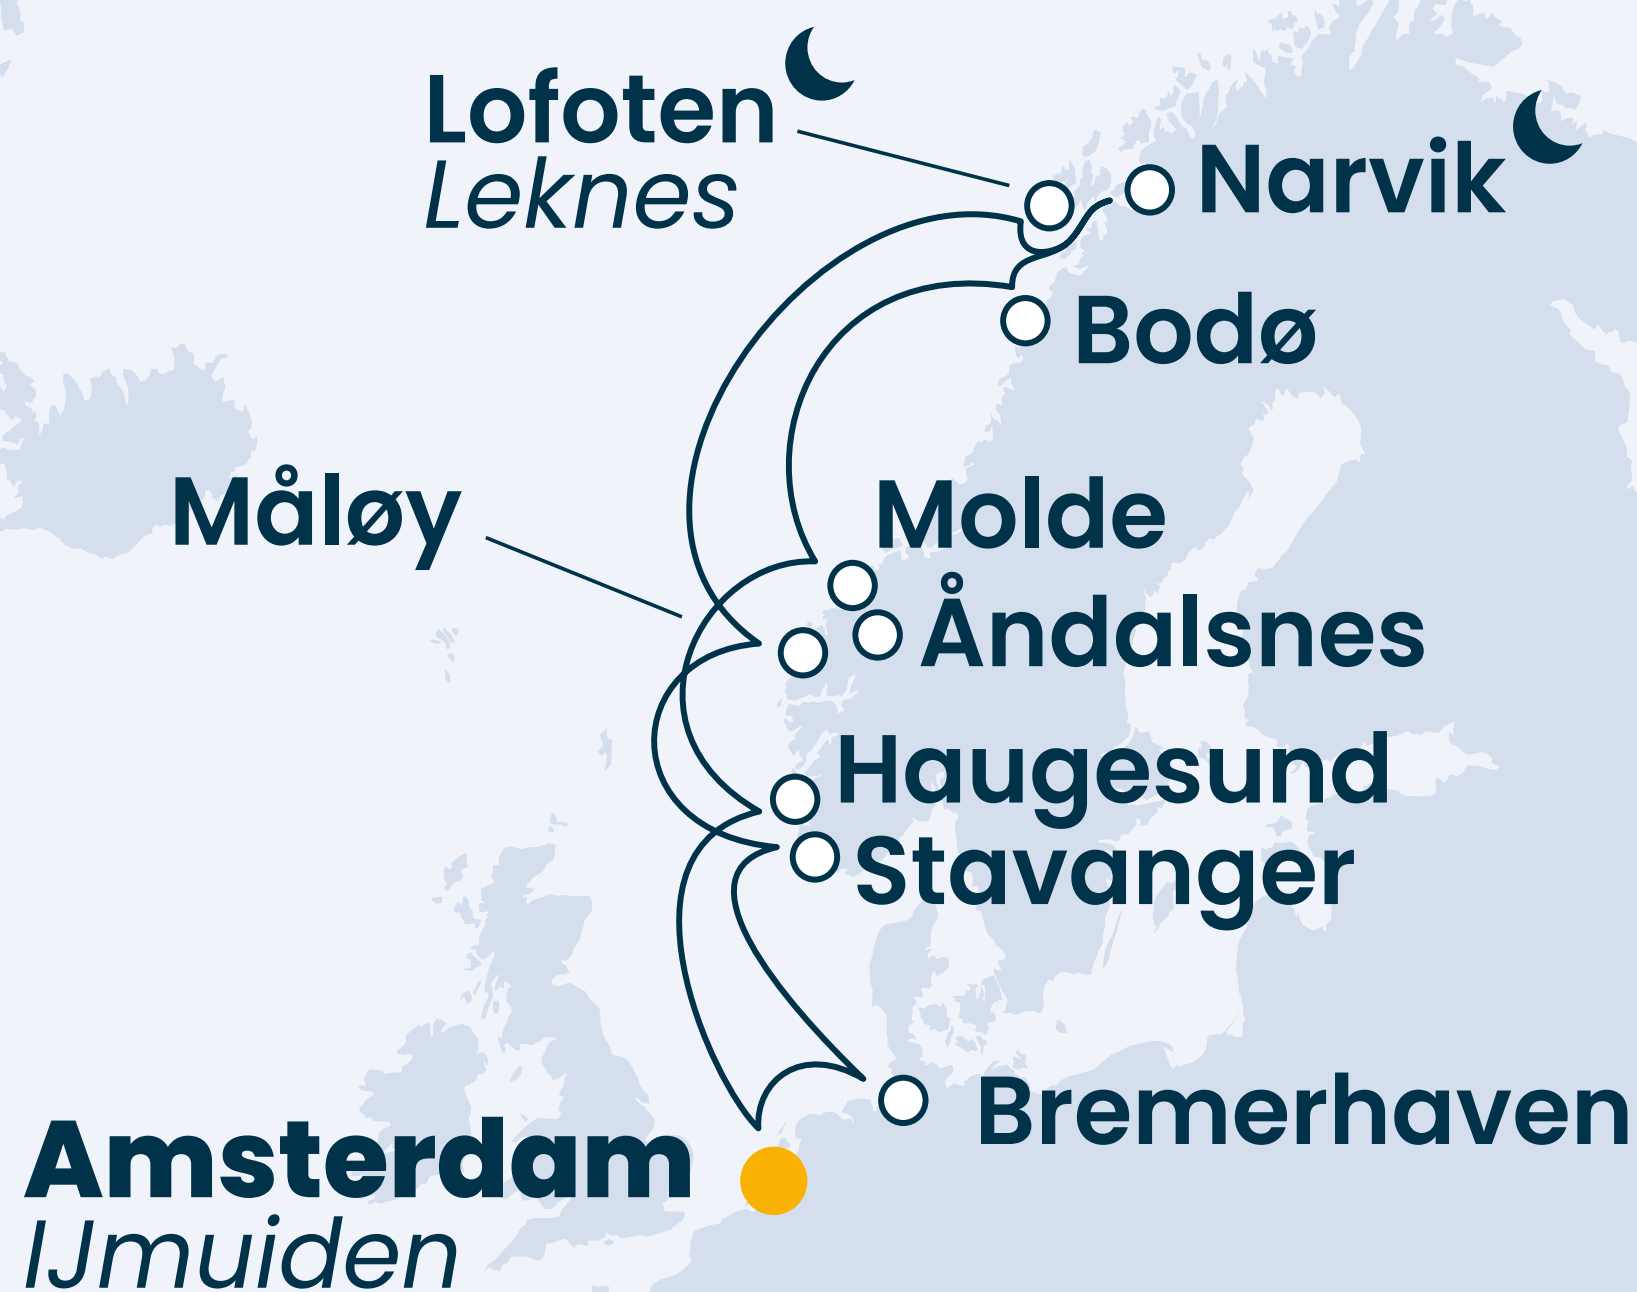 Lofoten
Leknes
Narvik
Bodø
Måløy
Molde
Åndalsnes
Haugesund
Stavanger
Bremerhaven
Amsterdam
IJmuiden